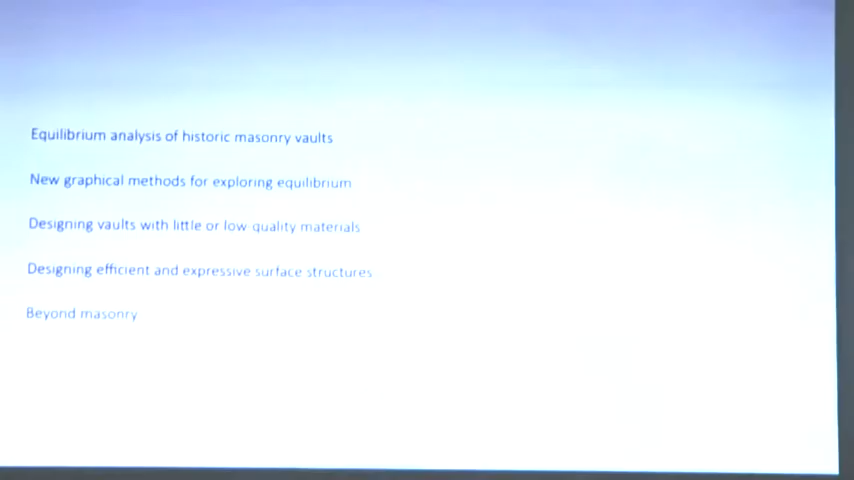 Equilibrium analysis of historic masonry vaults
New graphical methods for exploring equilibrium
Designing vaults with little or low quality materials
Designing efficient and expressive surface structures
Beyond masonry